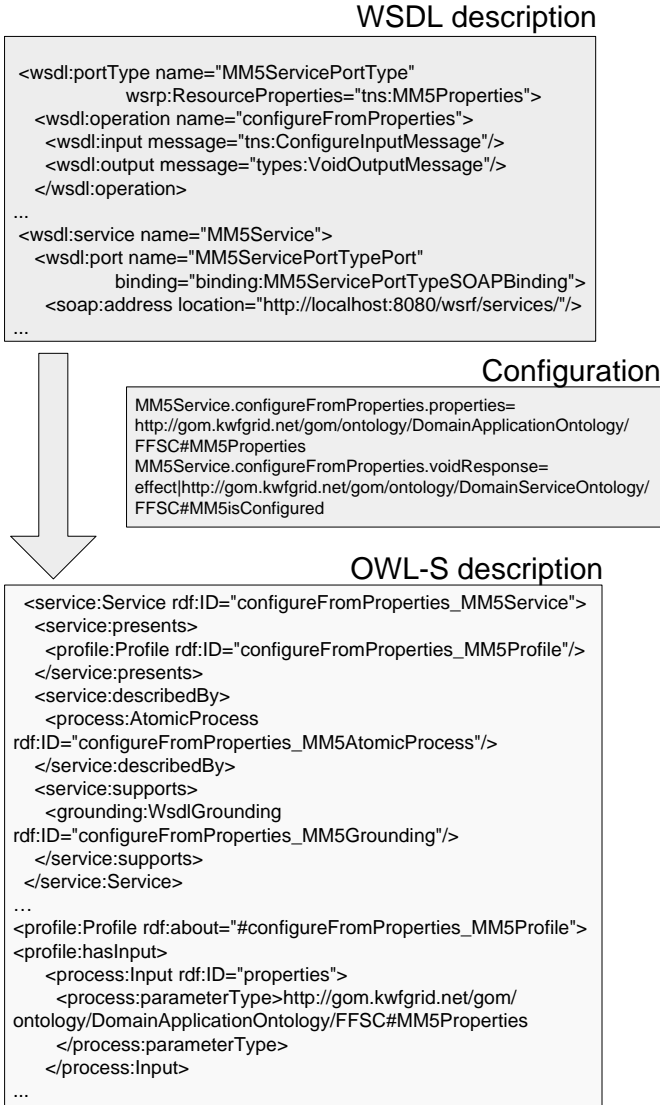 WSDL description
<wsdl:portType name="MM5ServicePortType"
wsrp:ResourceProperties="tns:MM5Properties">
<wsdl:operation name="configureFromProperties">
<wsdl:input message="tns:ConfigureInputMessage"/>
<wsdl:output message="types:VoidOutputMessage"/>
</wsdl:operation>
...
<wsdl:service name="MM5Service">
<wsdl:port name="MM5ServicePortTypePort"
binding="binding:MM5ServicePortTypeSOAPBinding">
<soap:address location="http://localhost:8080/wsrf/services/"/>
...
Configuration
MM5Service.configureFromProperties.properties=
http://gom.kwfgrid.net/gom/ontology/DomainApplicationOntology/
FFSC#MM5Properties
MM5Service.configureFromProperties.voidResponse=
effect|http://gom.kwfgrid.net/gom/ontology/DomainServiceOntology/
FFSC#MM5isConfigured
OWL-S description
<service:Service rdf:ID="configureFromProperties_MM5Service">
<service:presents>
<profile:Profile rdf:ID="configureFromProperties_MM5Profile"/>
</service:presents>
<service:describedBy>
<process:AtomicProcess
rdf:ID="configureFromProperties_MM5AtomicProcess"/>
</service:describedBy>
<service:supports>
<grounding:WsdlGrounding
rdf:ID="configureFromProperties_MM5Grounding"/>
</service:supports>
</service:Service>
…
<profile:Profile rdf:about="#configureFromProperties_MM5Profile">
<profile:hasInput>
<process:Input rdf:ID="properties">
<process:parameterType>http://gom.kwfgrid.net/gom/
ontology/DomainApplicationOntology/FFSC#MM5Properties
</process:parameterType>
</process:Input>
...